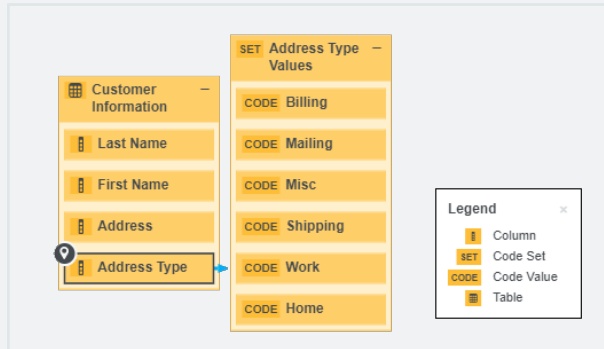 Customer
Information
Last Name
First Name
Address
Address Type
SET Address Type
Values
CODE Billing
CODE Mailing
CODE Misc
CODE Shipping
CODE Work
CODE Home
Legend ×
Column
SET Code Set
CODE Code Value
Table